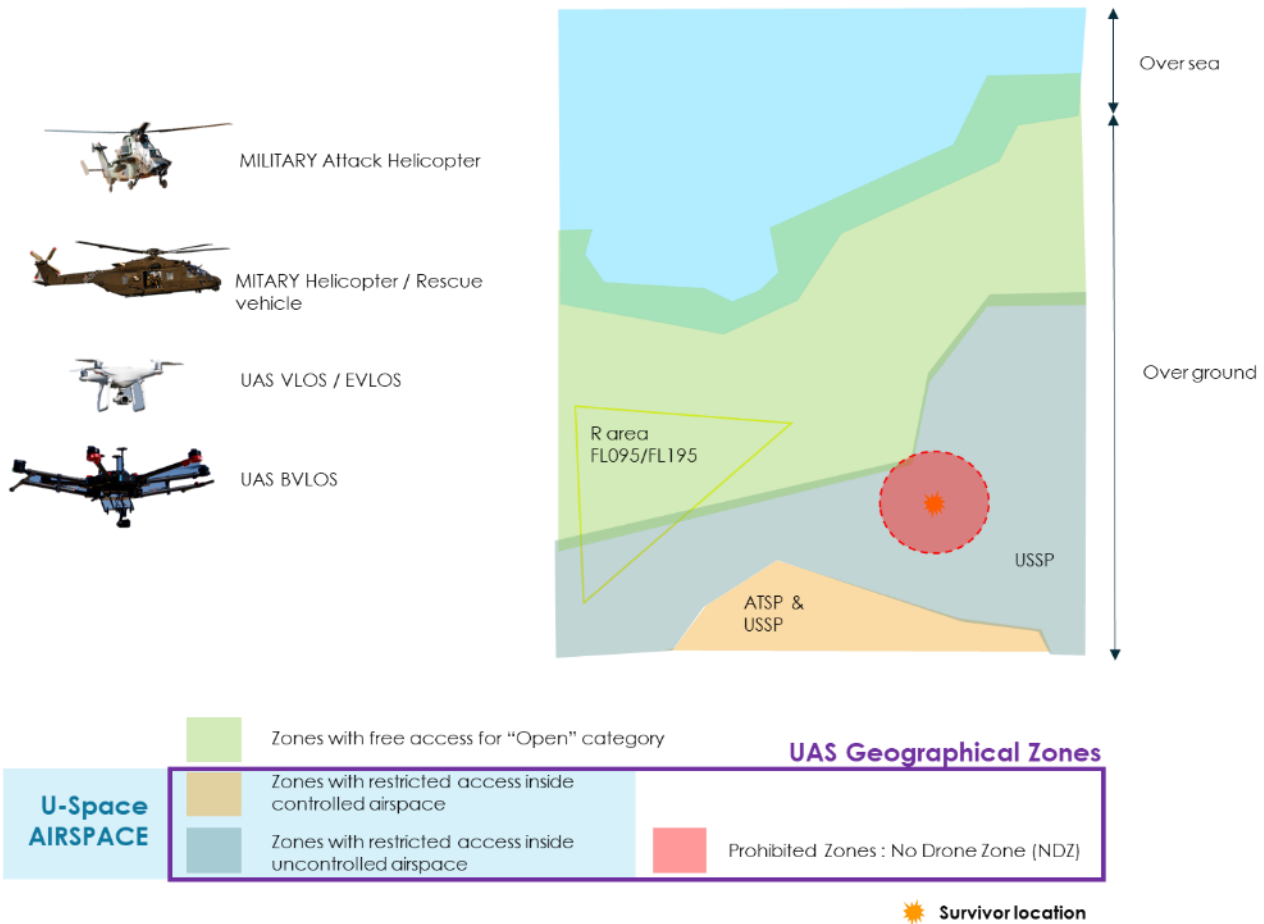 Over sea
MILITARY Attack Helicopter
MITARY Helicopter / Rescue
vehicle
UAS VLOS / EVLOS
Over ground
R area
FL095/FL195
UAS BVLOS
USSP
ATSP &
USSP
Zones with free access for “Open” category
UAS Geographical Zones
U-Space
AIRSPACE
Zones with restricted access inside
controlled airspace
Zones with restricted access inside
uncontrolled airspace
Prohibited Zones : No Drone Zone (NDZ)
Survivor location